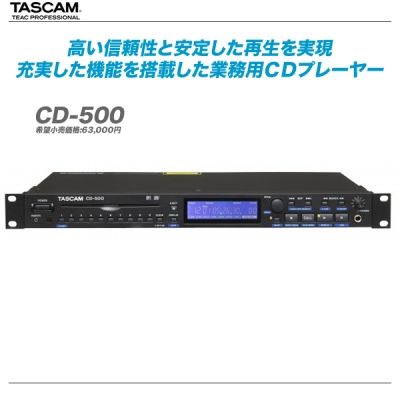 TASCAM
TEAC PROFESSIONAL
高い信頼性と安定した再生を実現
充実した機能を搭載した業務用CDプレーヤー
CD-500
希望小売価格:63,000円
TASCAM CD-500
POWER